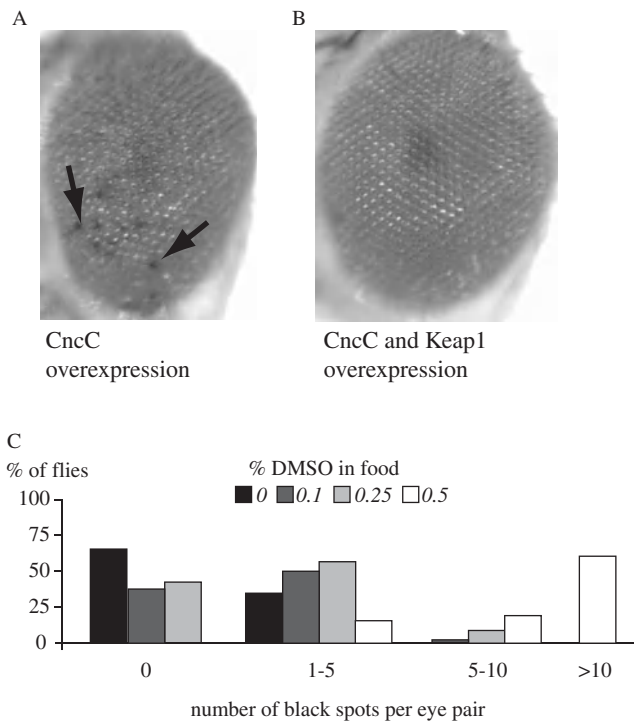 A
B
CncC
overexpression
CncC and Keap1
overexpression
C
% of flies
% DMSO in food
0 0.1 0.25 0.5
100
75
50
25
0
0 1-5 5-10 >10
number of black spots per eye pair